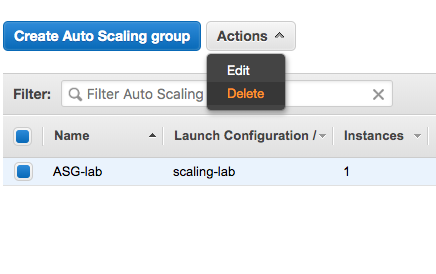 Create Auto Scaling group Actions
Edit
Delete
Filter: Filter Auto Scaling
Name Launch Configuration / Instances
ASG-lab scaling-lab 1